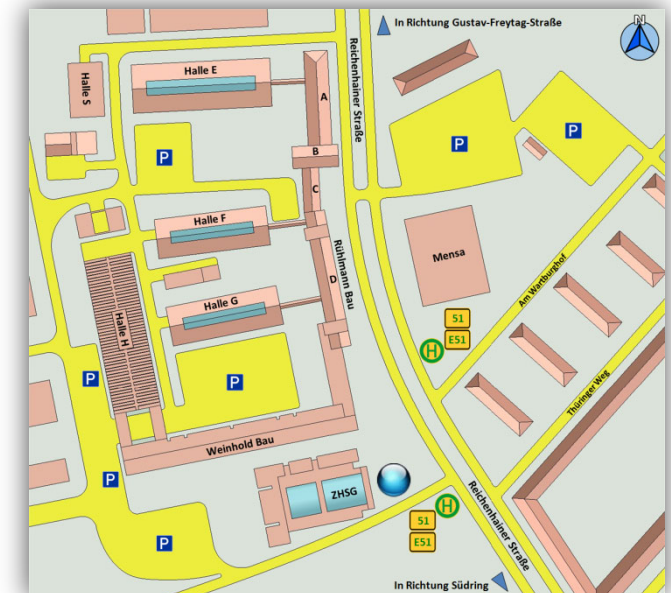 In Richtung Gustav-Freytag-Straße
N
Reichenhainer Straße
Halle E
Halle S
A
P
P
P
B
C
Halle F
Rühlmann Bau
Mensa
D
Am Wartburghof
Halle G
Halle H
51
H
E51
P
P
Thüringer Weg
Weinhold Bau
P
ZHSG
H
51
E51
Reichenhainer Straße
P
In Richtung Südring